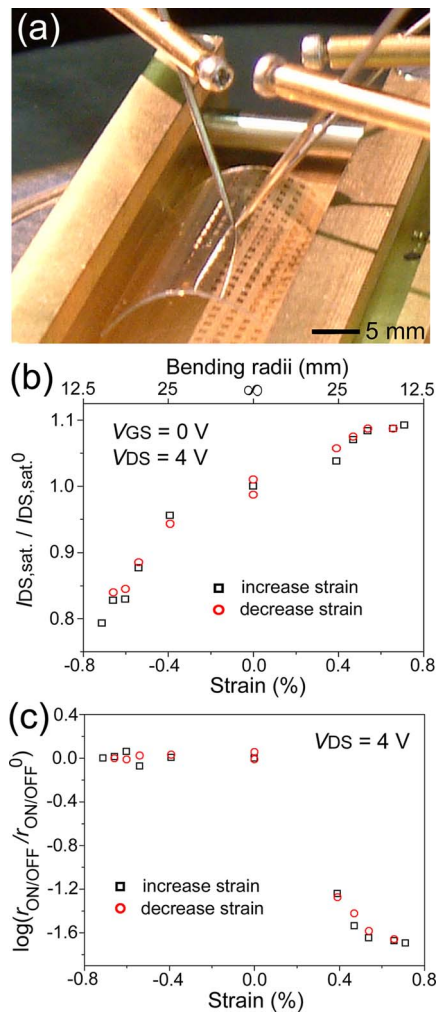 (a)
5 mm
(b)
Bending radii (mm)
12.5 25 ∞ 25 12.5
1.1
1.0
0.9
0.8
IDS,sat. / IDS,sat.⁰
VGS = 0 V
VDS = 4 V
increase strain
decrease strain
-0.8 -0.4 0.0 0.4 0.8
Strain (%)
(c)
0.4
0.0
-0.4
-0.8
-1.2
-1.6
log(rON/OFF /rON/OFF⁰)
VDS = 4 V
increase strain
decrease strain
-0.8 -0.4 0.0 0.4 0.8
Strain (%)